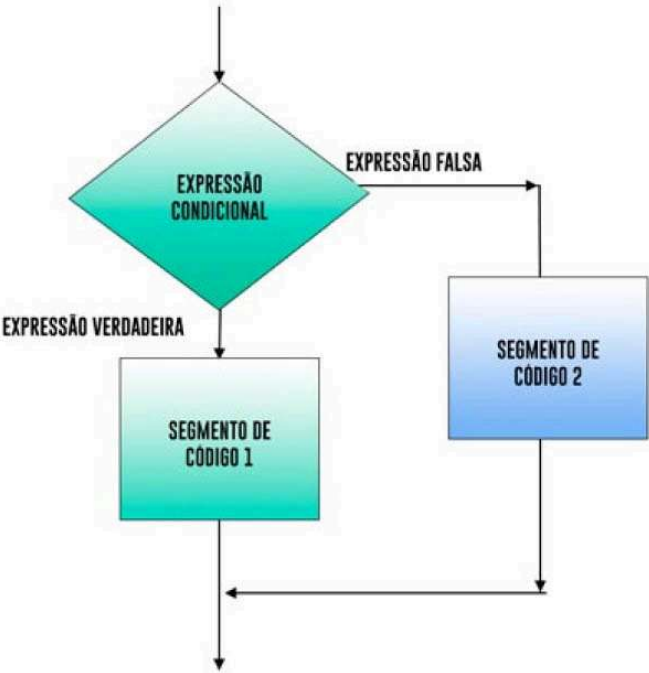 EXPRESSÃO
CONDICIONAL
EXPRESSÃO FALSA
EXPRESSÃO VERDADEIRA
SEGMENTO DE
CÓDIGO 1
SEGMENTO DE
CÓDIGO 2